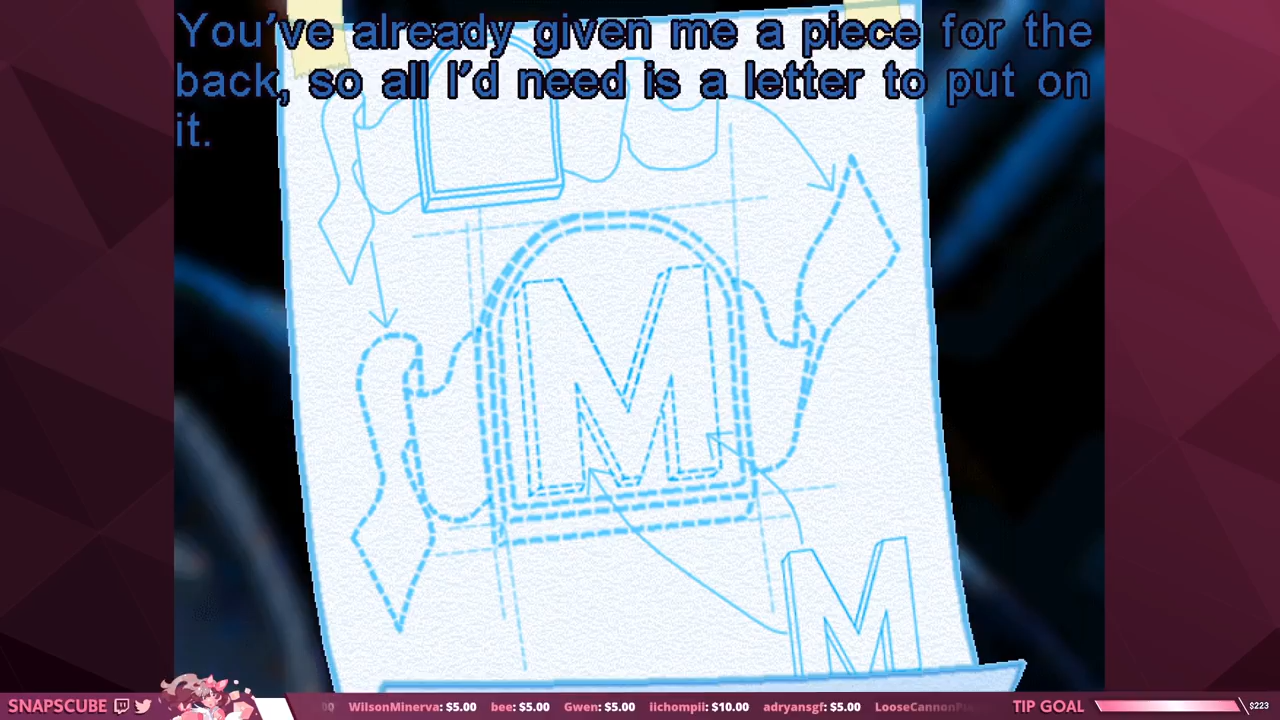 You've already given me a piece for the
back, so all I'd need is a letter to put on
it.
M
M
SNAPSCUBE
00 WilsonMinerva: $5.00 bee: $5.00 Gwen: $5.00 iichompii: $10.00 adryansgf: $5.00
TIP GOAL
$223